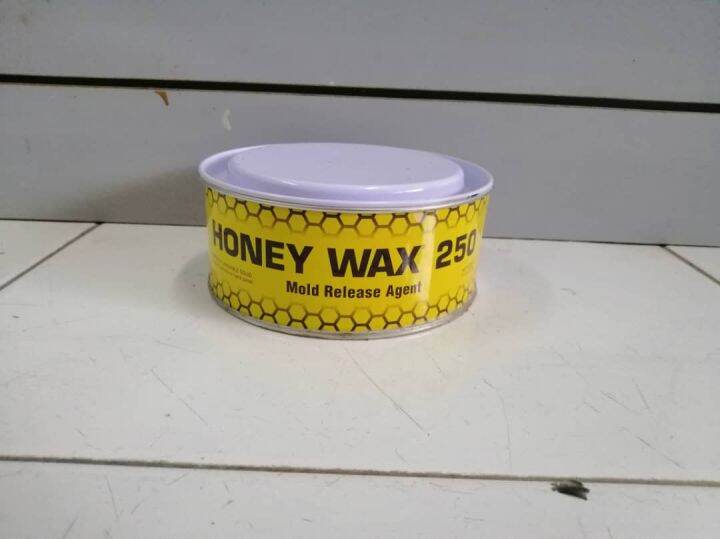 HONEY WAX 250
Mold Release Agent